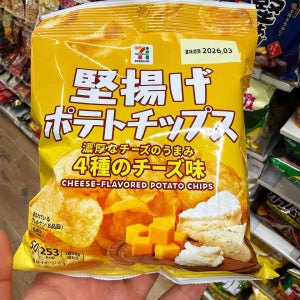 7
賞味期限 2026.03
堅揚げ
ポテトチップス
濃厚なチーズのうまみ
4種のチーズ味
CHEESE-FLAVORED POTATO CHIPS
253